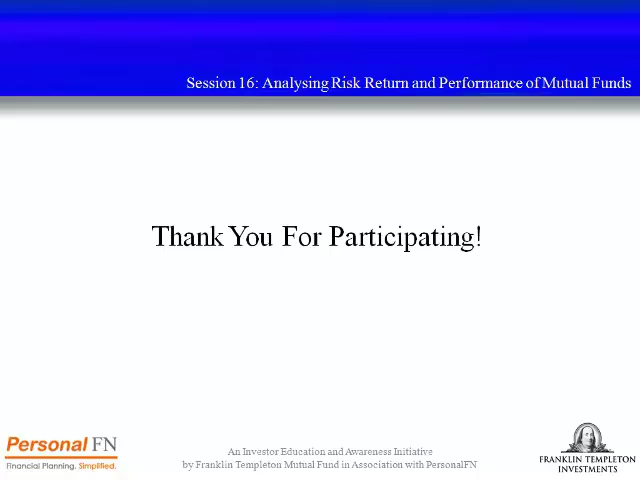 Session 16: Analysing Risk Return and Performance of Mutual Funds
Thank You For Participating!
Personal FN
Financial Planning. Simplified.
An Investor Education and Awareness Initiative
by Franklin Templeton Mutual Fund in Association with PersonalFN
FRANKLIN TEMPLETON
INVESTMENTS